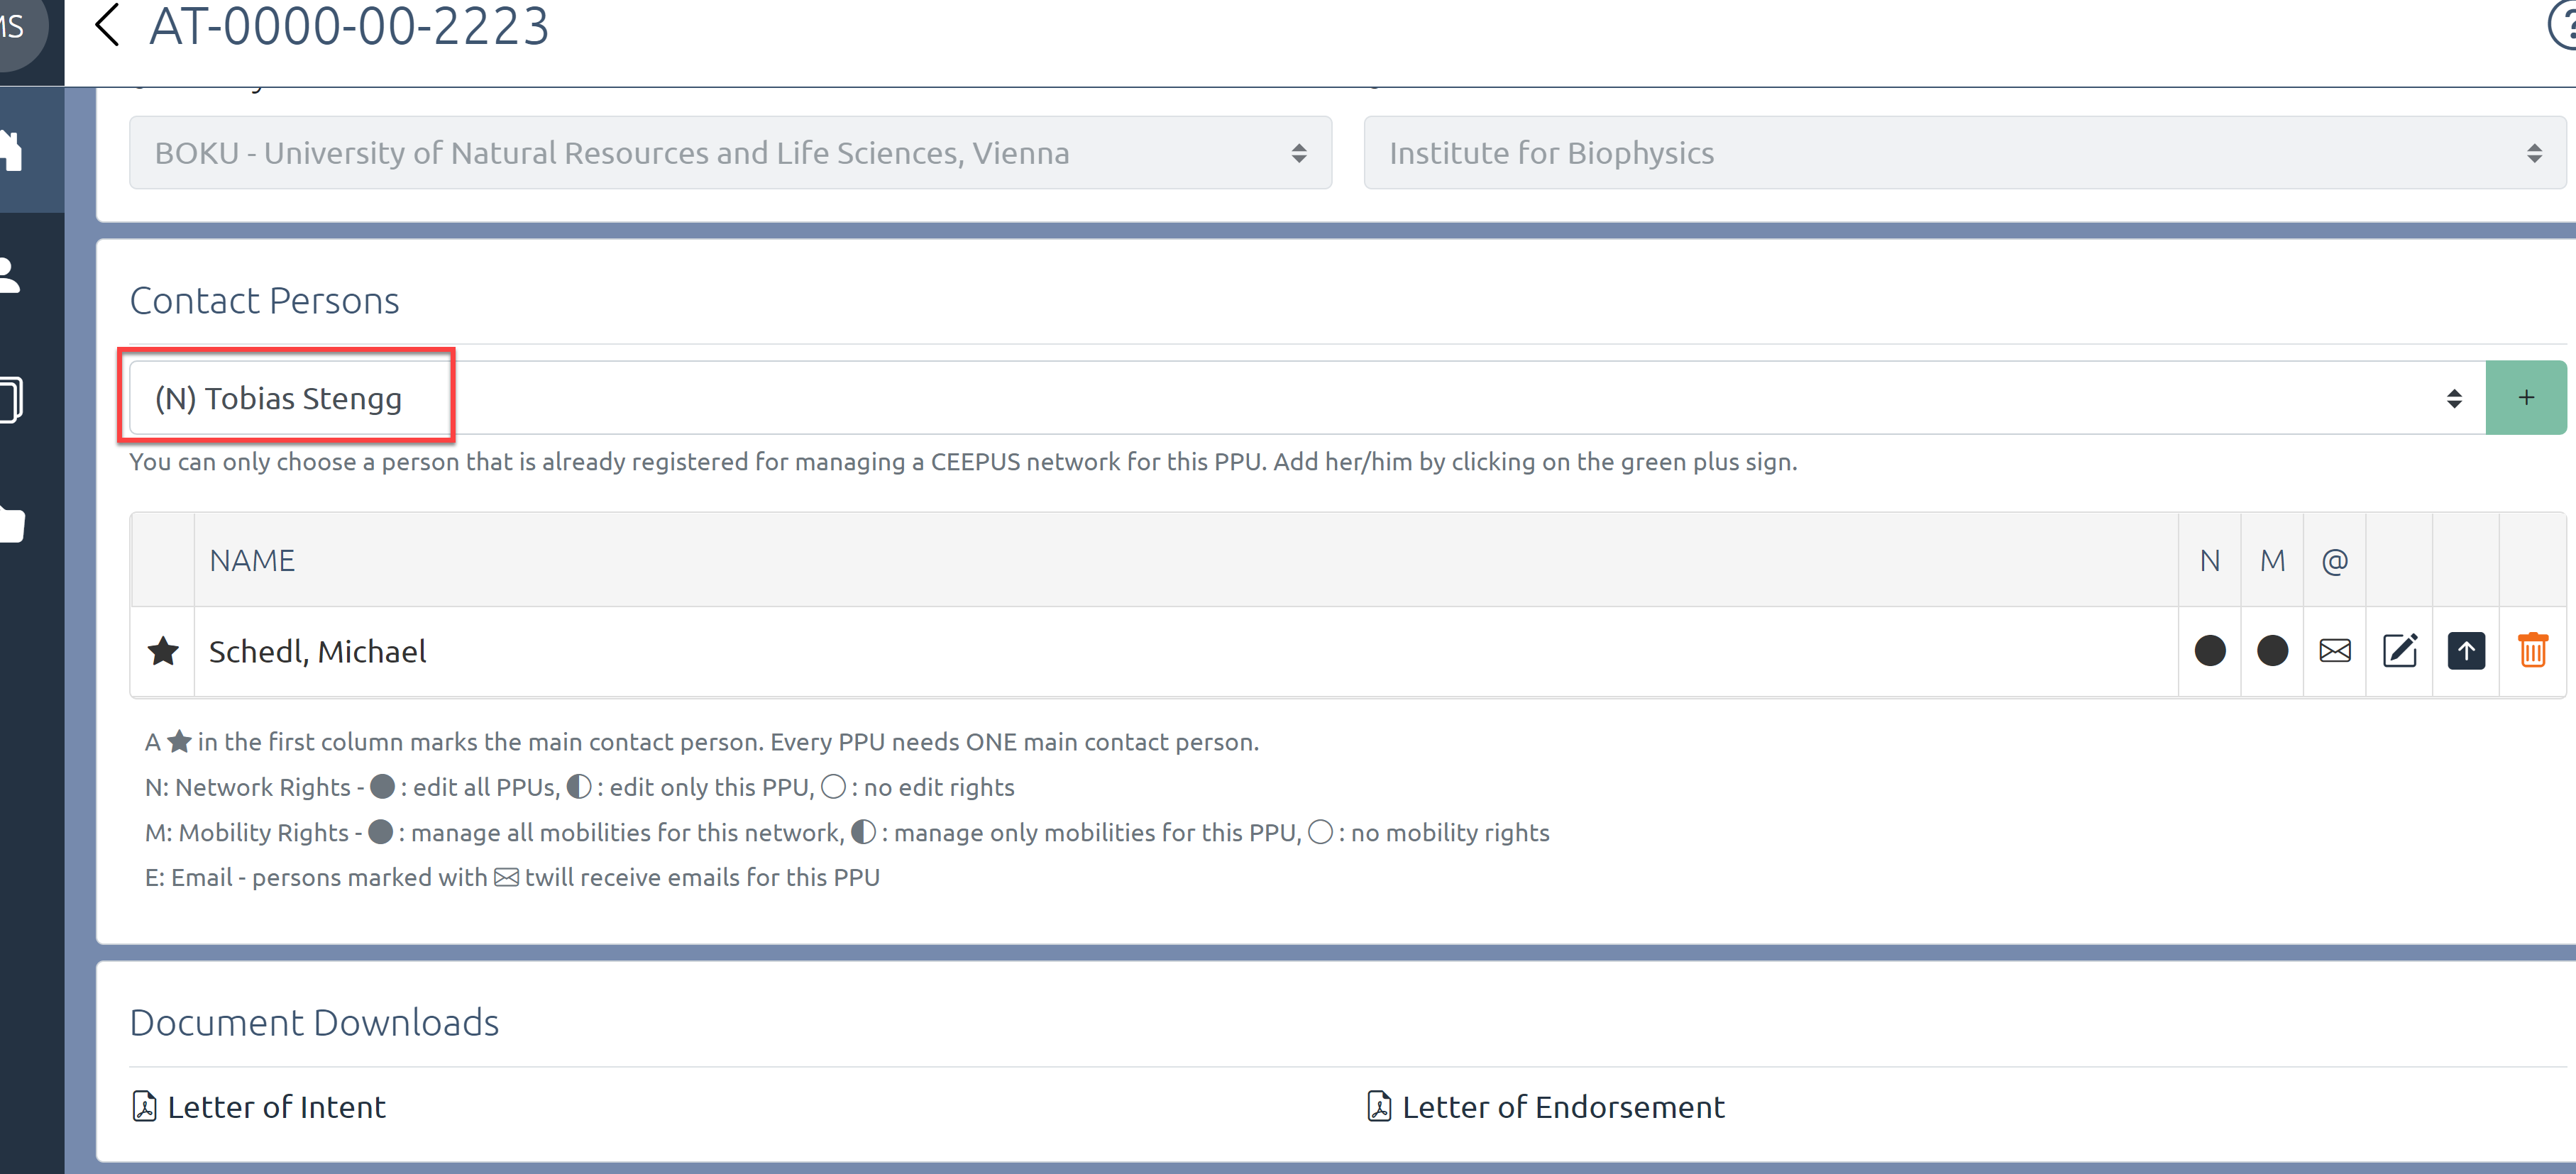 MS
AT-0000-00-2223
BOKU - University of Natural Resources and Life Sciences, Vienna
Institute for Biophysics
Contact Persons
(N) Tobias Stengg
+
You can only choose a person that is already registered for managing a CEEPUS network for this PPU. Add her/him by clicking on the green plus sign.
NAME N M @
Schedl, Michael
A ★ in the first column marks the main contact person. Every PPU needs ONE main contact person.
N: Network Rights - ● : edit all PPUs, ◐ : edit only this PPU, ○ : no edit rights
M: Mobility Rights - ● : manage all mobilities for this network, ◐ : manage only mobilities for this PPU, ○ : no mobility rights
E: Email - persons marked with ✉ twill receive emails for this PPU
Document Downloads
Letter of Intent
Letter of Endorsement